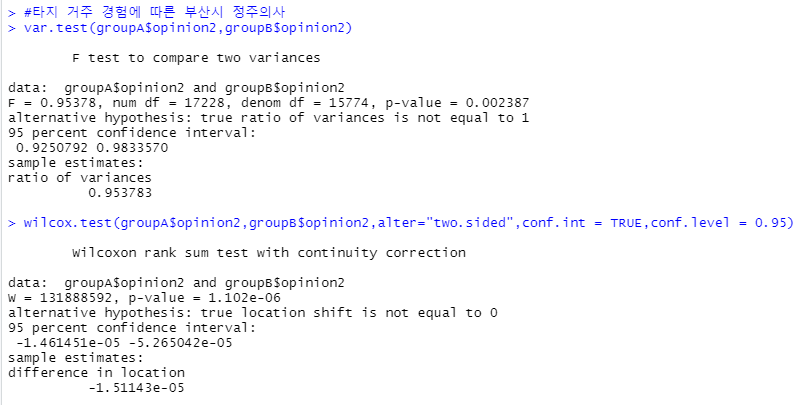 > #타지 거주 경험에 따른 부산시 정주의사
> var.test(groupA$opinion2,groupB$opinion2)
F test to compare two variances
data:  groupA$opinion2 and groupB$opinion2
F = 0.95378, num df = 17228, denom df = 15774, p-value = 0.002387
alternative hypothesis: true ratio of variances is not equal to 1
95 percent confidence interval:
0.9250792 0.9833570
sample estimates:
ratio of variances
0.953783
> wilcox.test(groupA$opinion2,groupB$opinion2,alter="two.sided",conf.int = TRUE,conf.level = 0.95)
Wilcoxon rank sum test with continuity correction
data:  groupA$opinion2 and groupB$opinion2
W = 131888592, p-value = 1.102e-06
alternative hypothesis: true location shift is not equal to 0
95 percent confidence interval:
-1.461451e-05 -5.265042e-05
sample estimates:
difference in location
-1.51143e-05